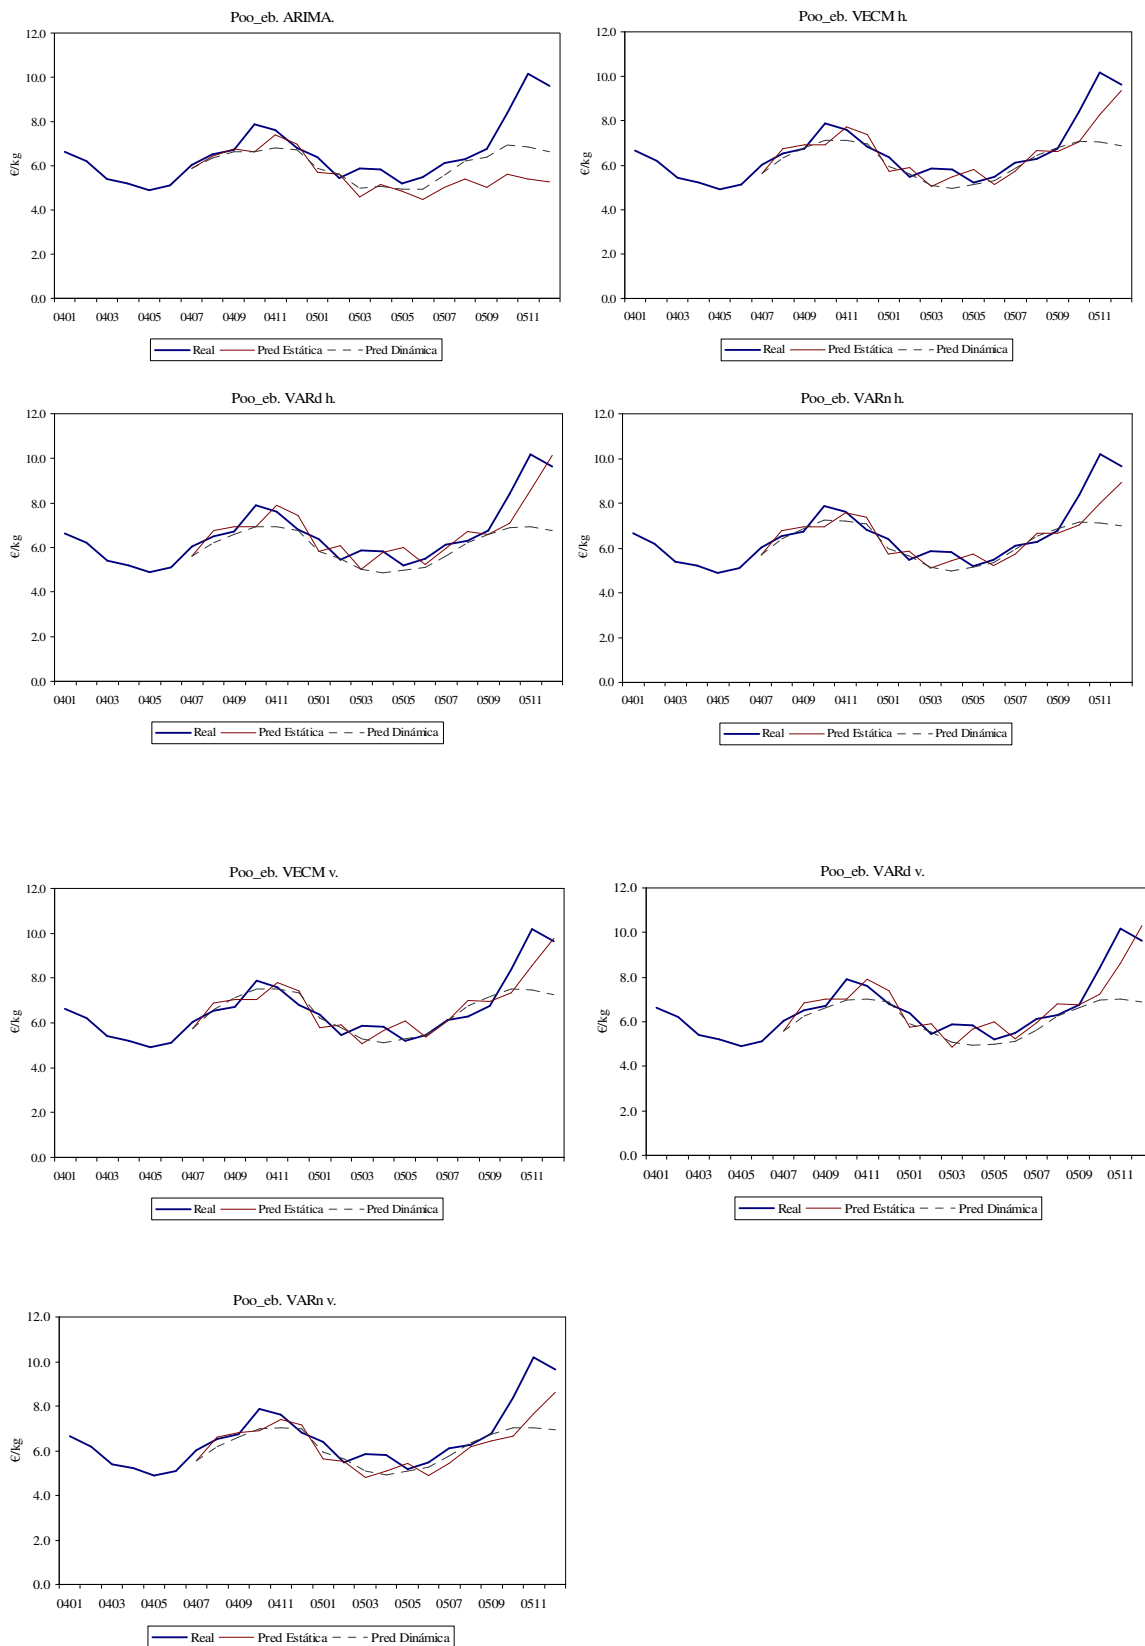 Poo_eb. ARIMA.
12.0
10.0
8.0
6.0
4.0
2.0
0.0
€/kg
0401 0403 0405 0407 0409 0411 0501 0503 0505 0507 0509 0511
Real Pred Estática Pred Dinámica
Poo_eb. VECM h.
12.0
10.0
8.0
6.0
4.0
2.0
0.0
€/kg
0401 0403 0405 0407 0409 0411 0501 0503 0505 0507 0509 0511
Real Pred Estática Pred Dinámica
Poo_eb. VARd h.
12.0
10.0
8.0
6.0
4.0
2.0
0.0
€/kg
0401 0403 0405 0407 0409 0411 0501 0503 0505 0507 0509 0511
Real Pred Estática Pred Dinámica
Poo_eb. VARn h.
12.0
10.0
8.0
6.0
4.0
2.0
0.0
€/kg
0401 0403 0405 0407 0409 0411 0501 0503 0505 0507 0509 0511
Real Pred Estática Pred Dinámica
Poo_eb. VECM v.
12.0
10.0
8.0
6.0
4.0
2.0
0.0
€/kg
0401 0403 0405 0407 0409 0411 0501 0503 0505 0507 0509 0511
Real Pred Estática Pred Dinámica
Poo_eb. VARd v.
12.0
10.0
8.0
6.0
4.0
2.0
0.0
€/kg
0401 0403 0405 0407 0409 0411 0501 0503 0505 0507 0509 0511
Real Pred Estática Pred Dinámica
Poo_eb. VARn v.
12.0
10.0
8.0
6.0
4.0
2.0
0.0
€/kg
0401 0403 0405 0407 0409 0411 0501 0503 0505 0507 0509 0511
Real Pred Estática Pred Dinámica